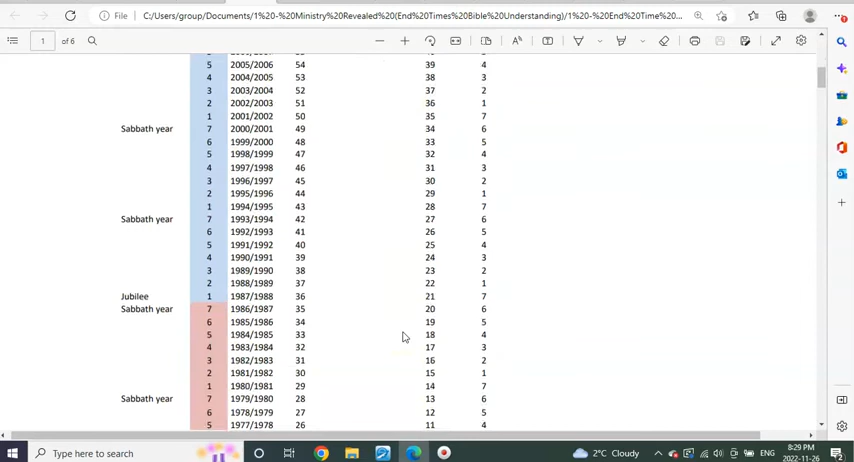 File C:/Users/group/Documents/1%20-%20Ministry%20Revealed(End%20Times%20Bible%20Understanding)/1%20-%20End%20Time%20...
1 of 6
5 2005/2006 54 39 4
4 2004/2005 53 38 3
3 2003/2004 52 37 2
2 2002/2003 51 36 1
1 2001/2002 50 35 7
Sabbath year 7 2000/2001 49 34 6
6 1999/2000 48 33 5
5 1998/1999 47 32 4
4 1997/1998 46 31 3
3 1996/1997 45 30 2
2 1995/1996 44 29 1
1 1994/1995 43 28 7
Sabbath year 7 1993/1994 42 27 6
6 1992/1993 41 26 5
5 1991/1992 40 25 4
4 1990/1991 39 24 3
3 1989/1990 38 23 2
2 1988/1989 37 22 1
Jubilee 1 1987/1988 36 21 7
Sabbath year 7 1986/1987 35 20 6
6 1985/1986 34 19 5
5 1984/1985 33 18 4
4 1983/1984 32 17 3
3 1982/1983 31 16 2
2 1981/1982 30 15 1
1 1980/1981 29 14 7
Sabbath year 7 1979/1980 28 13 6
6 1978/1979 27 12 5
5 1977/1978 26 11 4
Type here to search 2°C Cloudy ENG 8:29 PM
2022-11-26